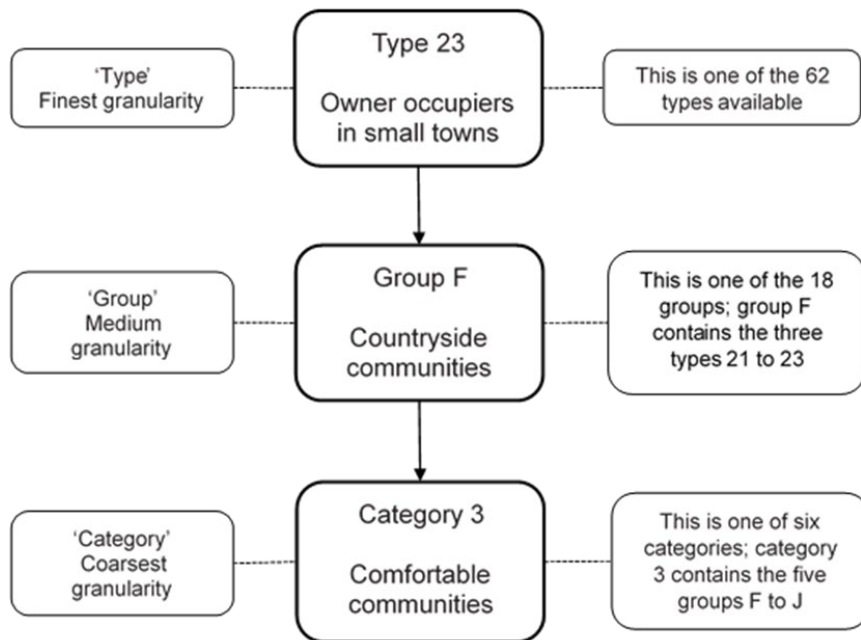 ‘Type’
Finest granularity
Type 23
Owner occupiers
in small towns
This is one of the 62
types available
‘Group’
Medium
granularity
Group F
Countryside
communities
This is one of the 18
groups; group F
contains the three
types 21 to 23
‘Category’
Coarsest
granularity
Category 3
Comfortable
communities
This is one of six
categories; category
3 contains the five
groups F to J